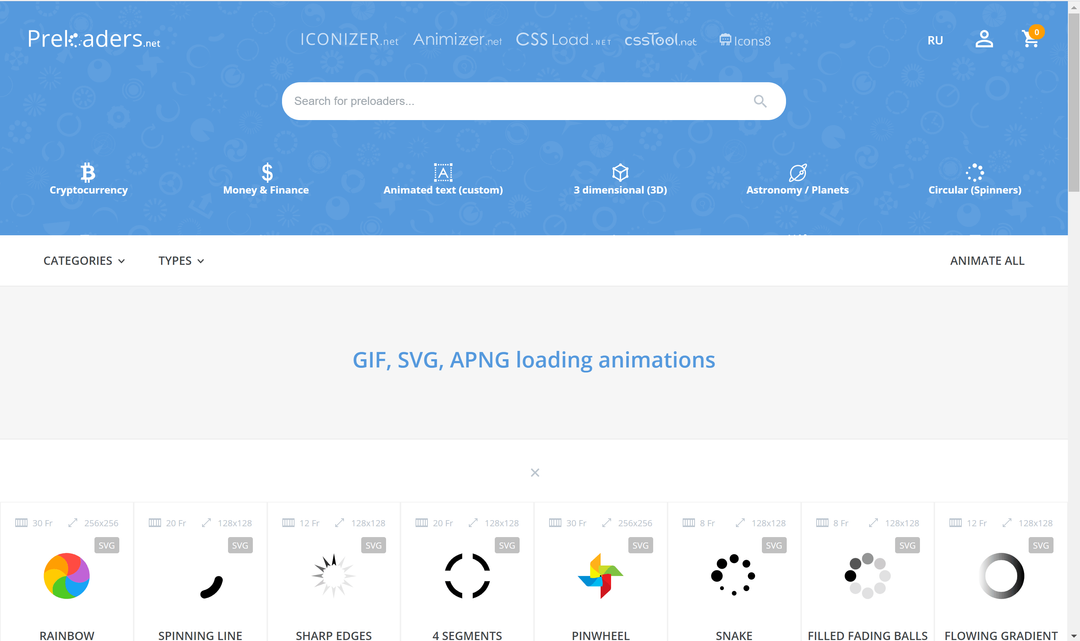 Preloaders.net
ICONIZER.net Animizer.net CSS Load.NET cssTool.net Icons8
RU
0
Search for preloaders...
Cryptocurrency
Money & Finance
Animated text (custom)
3 dimensional (3D)
Astronomy / Planets
Circular (Spinners)
CATEGORIES
TYPES
ANIMATE ALL
GIF, SVG, APNG loading animations
30 Fr 256x256
SVG
RAINBOW
20 Fr 128x128
SVG
SPINNING LINE
12 Fr 128x128
SVG
SHARP EDGES
20 Fr 128x128
SVG
4 SEGMENTS
30 Fr 256x256
SVG
PINWHEEL
8 Fr 128x128
SVG
SNAKE
8 Fr 128x128
SVG
FILLED FADING BALLS
12 Fr 128x128
SVG
FLOWING GRADIENT